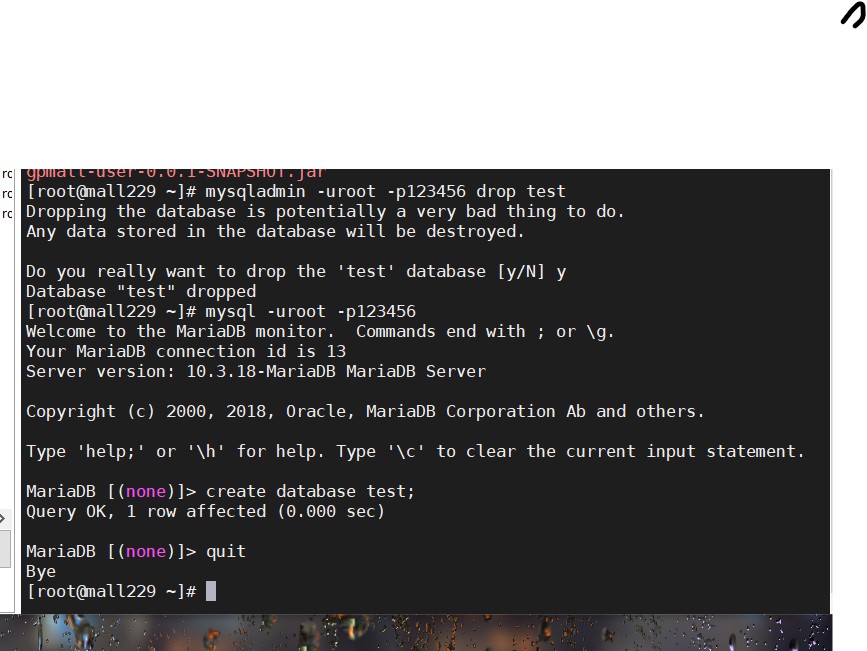 gpmall-user-0.0.1-SNAPSHOT.jar
rc
[root@mall229 ~]# mysqladmin -uroot -p123456 drop test
rc
Dropping the database is potentially a very bad thing to do.
rc
Any data stored in the database will be destroyed.
Do you really want to drop the 'test' database [y/N] y
Database "test" dropped
[root@mall229 ~]# mysql -uroot -p123456
Welcome to the MariaDB monitor.  Commands end with ; or \g.
Your MariaDB connection id is 13
Server version: 10.3.18-MariaDB MariaDB Server
Copyright (c) 2000, 2018, Oracle, MariaDB Corporation Ab and others.
Type 'help;' or '\h' for help. Type '\c' to clear the current input statement.
MariaDB [(none)]> create database test;
Query OK, 1 row affected (0.000 sec)
MariaDB [(none)]> quit
Bye
[root@mall229 ~]#